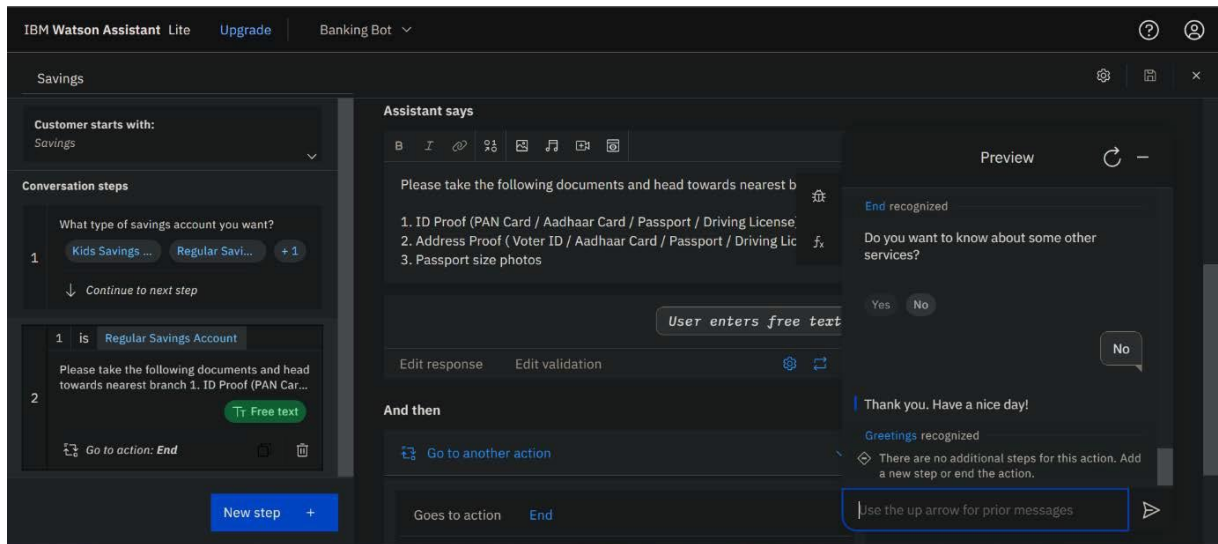 IBM Watson Assistant Lite Upgrade Banking Bot
Savings
Customer starts with:
Savings
Conversation steps
1
What type of savings account you want?
Kids Savings ... Regular Savi... + 1
Continue to next step
2
1 is Regular Savings Account
Please take the following documents and head
towards nearest branch 1. ID Proof (PAN Car...
Free text
Go to action: End
New step +
Assistant says
B I
Please take the following documents and head towards nearest b
1. ID Proof (PAN Card / Aadhaar Card / Passport / Driving License)
2. Address Proof ( Voter ID / Aadhaar Card / Passport / Driving Lic
3. Passport size photos
User enters free text
Edit response Edit validation
And then
Go to another action
Goes to action End
Preview
End recognized
Do you want to know about some other
services?
Yes No
No
Thank you. Have a nice day!
Greetings recognized
There are no additional steps for this action. Add
a new step or end the action.
Use the up arrow for prior messages